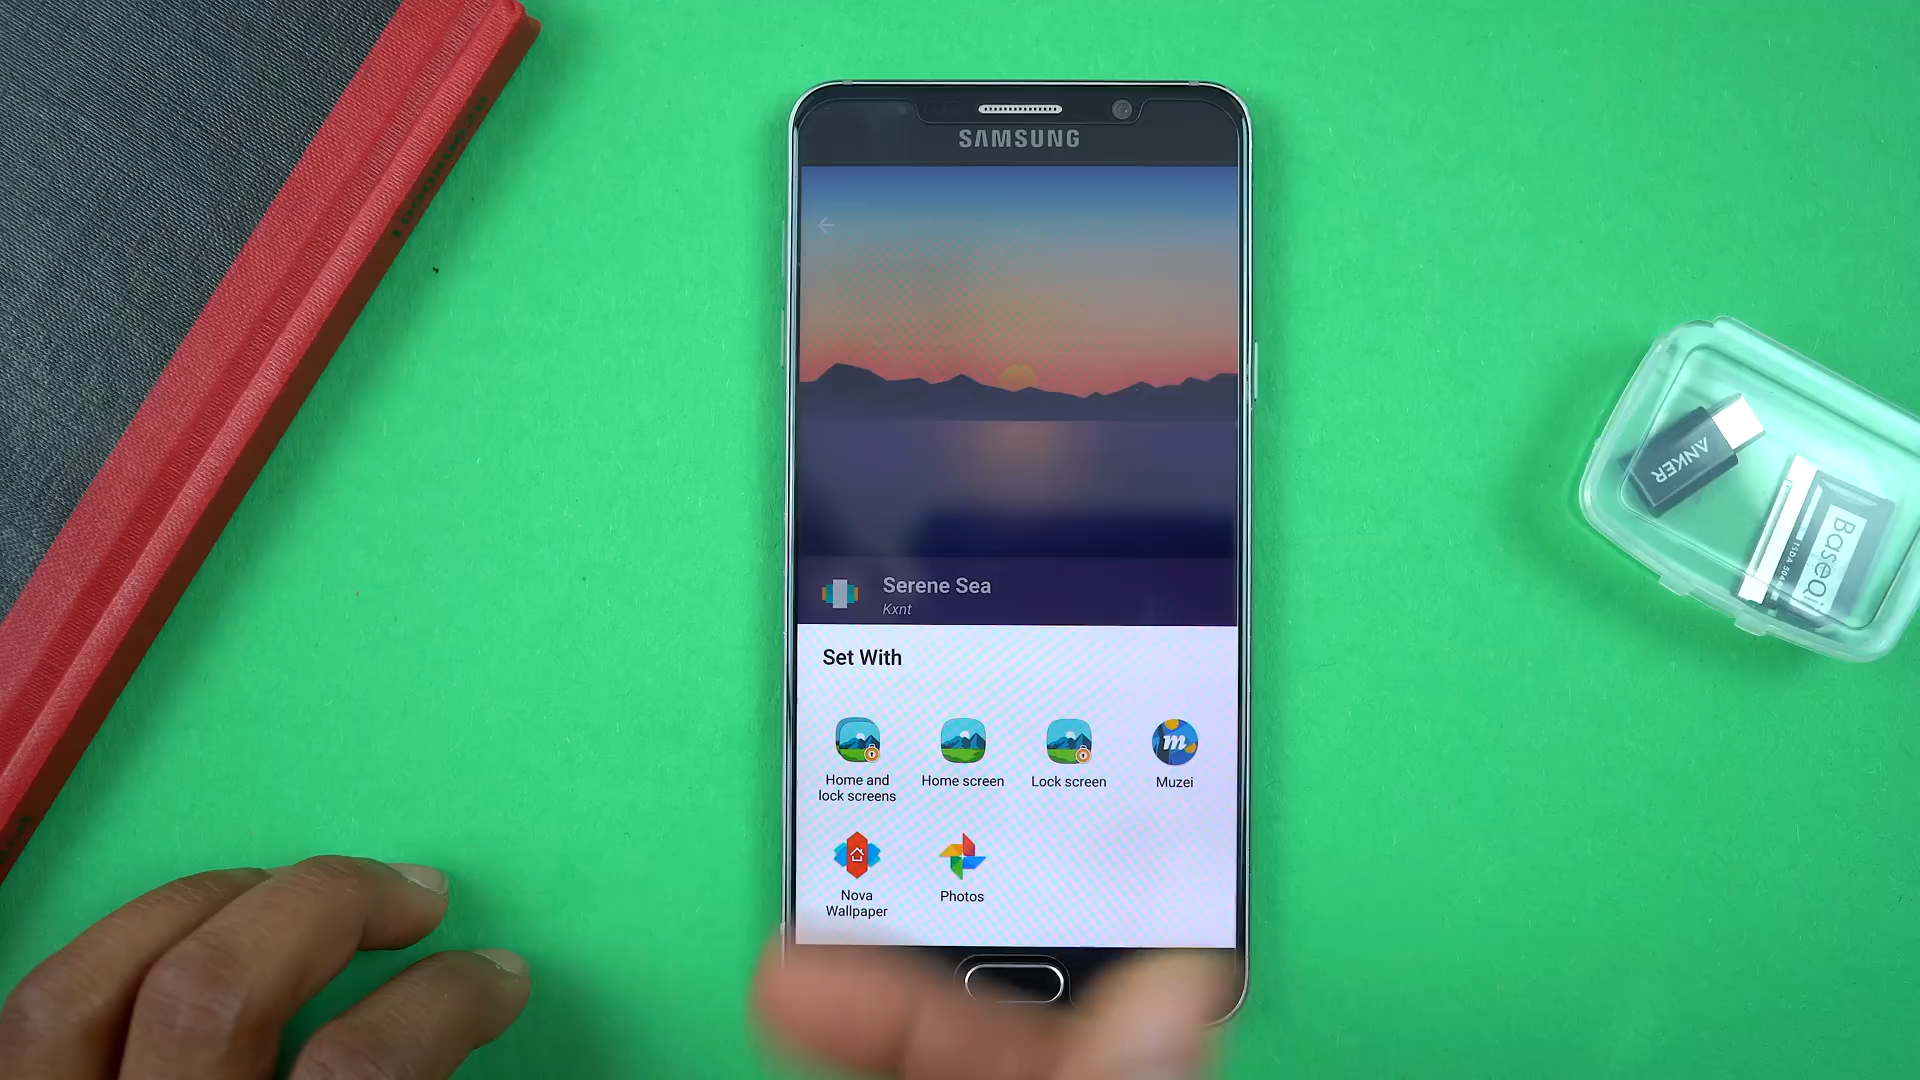 SAMSUNG
Serene Sea
Kxnt
Set With
Home and
lock screens
Home screen
Lock screen
m
Muzei
Nova
Wallpaper
Photos
ANKER
BaseQi